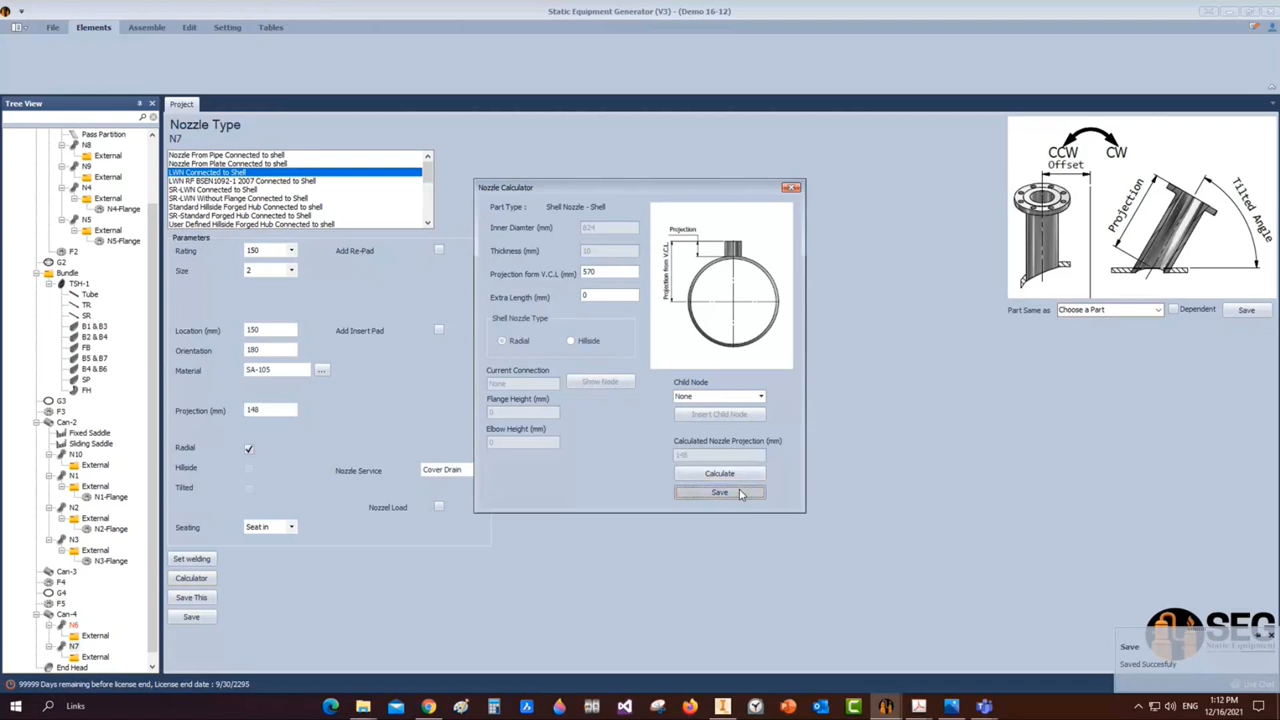 Static Equipment Generator (V3) - (Demo 16-12)
File
Elements
Assemble
Edit
Setting
Tables
Tree View
Project
Pass Partition
N8
External
N9
External
N4
External
N4-Flange
N5
External
N5-Flange
F2
G2
Bundle
TSH-1
Tube
TR
SR
B1 & B3
B2 & B4
FB
B5 & B7
B4 & B6
SP
FH
G3
F3
Can-2
Fixed Saddle
Sliding Saddle
N10
External
N1
External
N1-Flange
N2
External
N2-Flange
N3
External
N3-Flange
Can-3
F4
G4
F5
Can-4
N6
External
N7
External
End Head
Nozzle Type
N7
Nozzle From Pipe Connected to shell
Nozzle From Plate Connected to shell
LWN Connected to Shell
LWN RF BSEN1092-1 2007 Connected to Shell
SR-LWN Connected to Shell
SR-LWN Without Flange Connected to Shell
Standard Hillside Forged Hub Connected to Shell
SR-Standard Forged Hub Connected to Shell
User Defined Hillside Forged Hub Connected to Shell
Parameters
Rating
150
Add Re-Pad
Size
2
Location (mm)
150
Add Insert Pad
Orientation
180
Material
SA-105
...
Projection (mm)
148
Radial
Hillside
Nozzle Service
Cover Drain
Tilted
Nozzel Load
Seating
Seat in
Set welding
Calculator
Save This
Save
Nozzle Calculator
Part Type :
Shell Nozzle - Shell
Inner Diamter (mm)
824
Thickness (mm)
10
Projection form V.C.L (mm)
570
Extra Length (mm)
0
Shell Nozzle Type
Radial
Hillside
Current Connection
None
Show Node
Flange Height (mm)
0
Elbow Height (mm)
0
Projection
Projection from V.C.L
Child Node
None
Insert Child Node
Calculated Nozzle Projection (mm)
148
Calculate
Save
CCW
CW
Offset
Projection
Tilted Angle
Part Same as
Choose a Part
Dependent
Save
SEG
Static Equipment
Save
Saved Succesfuly
Live Chat
99999 Days remaining before license end, License end date : 9/30/2295
Links
ENG
1:12 PM
12/16/2021